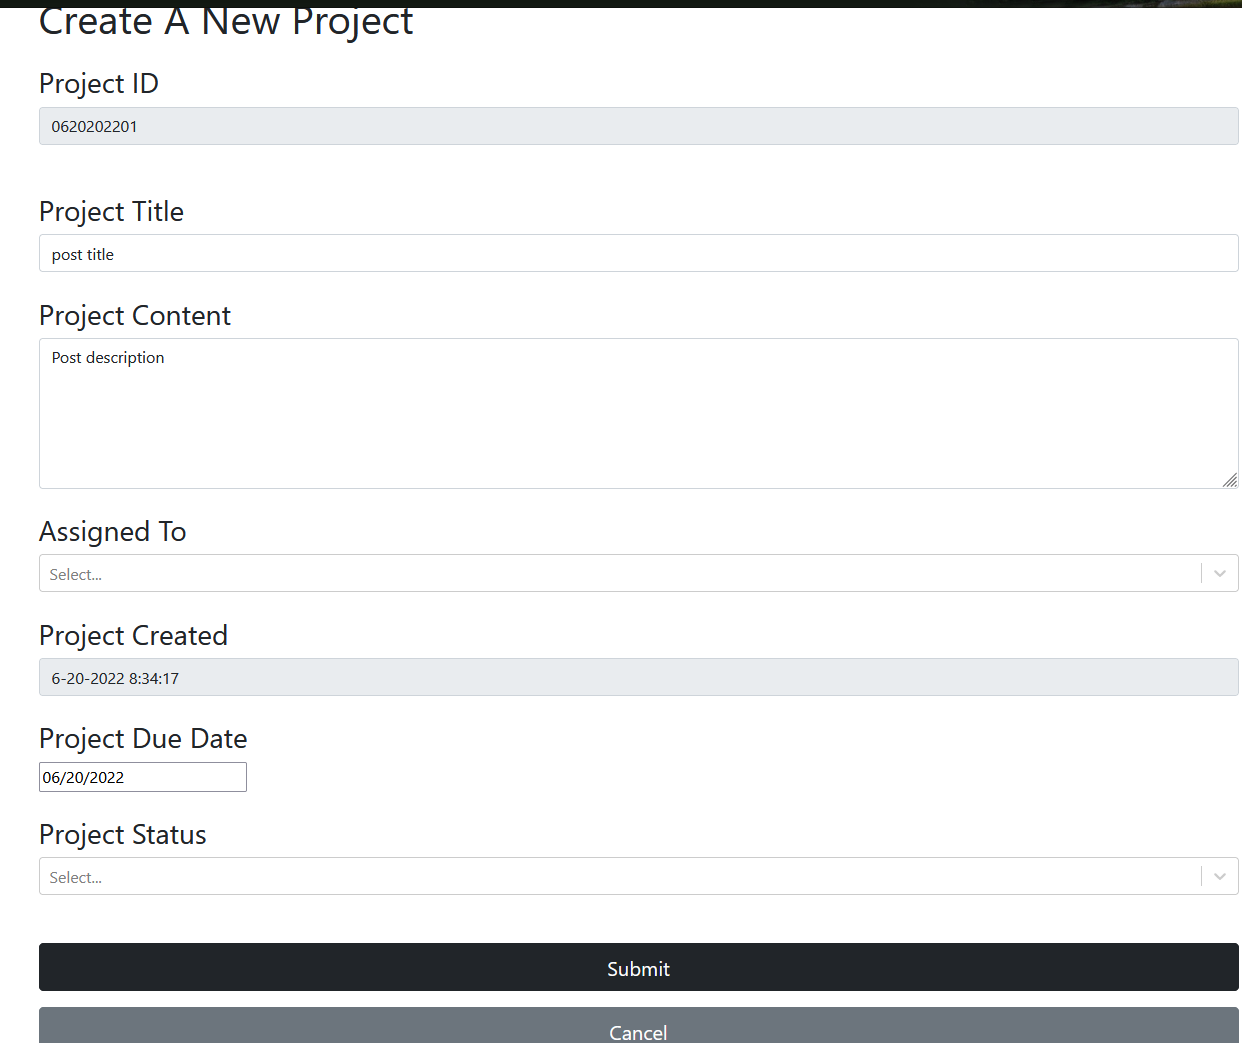 Create A New Project
Project ID
0620202201
Project Title
post title
Project Content
Post description
Assigned To
Select...
Project Created
6-20-2022 8:34:17
Project Due Date
06/20/2022
Project Status
Select...
Submit
Cancel